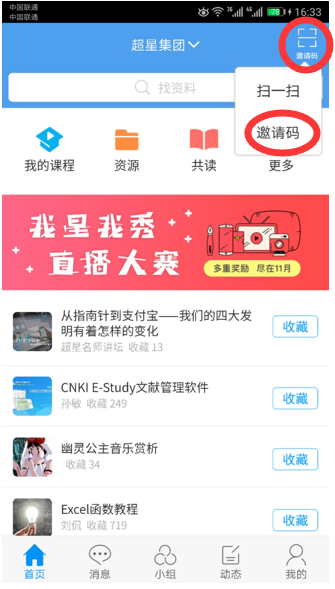 中国联通
中国联通
3G 4G 78 16:33
超星集团
邀请码
找资料
扫一扫
邀请码
我的课程 资源 共读 更多
我是我秀
直播大赛
多重奖励 尽在11月
从指南针到支付宝——我们的四大发
明有着怎样的变化
超星名师讲坛 收藏 13
收藏
CNKI E-Study文献管理软件
孙敏 收藏 249
收藏
幽灵公主音乐赏析
收藏 34
收藏
Excel函数教程
刘侃 收藏 719
收藏
首页 消息 小组 动态 我的